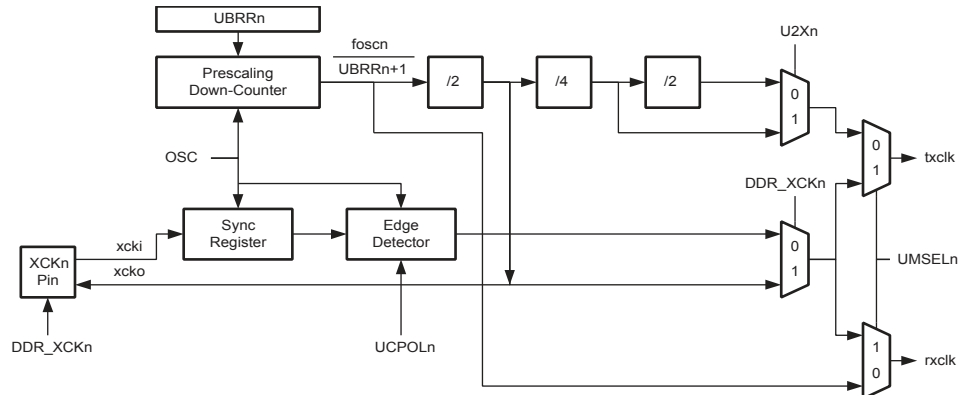 UBRRn
foscn
U2Xn
Prescaling
Down-Counter
UBRRn+1
/2
/4
/2
0
1
OSC
0
1
txclk
DDR_XCKn
Sync
Register
Edge
Detector
xcki
XCKn
Pin
xcko
0
1
UMSELn
DDR_XCKn
UCPOLn
1
0
rxclk